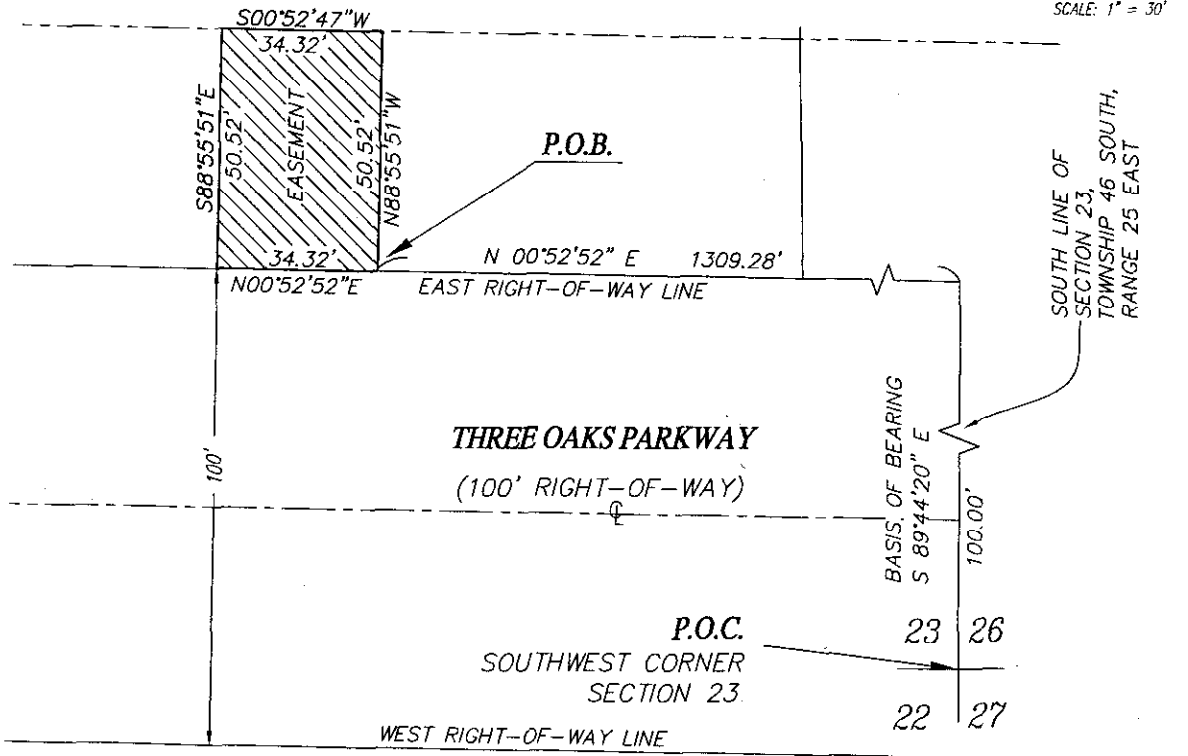 SCALE: 1" = 30'
S00°52'47"W
34.32'
S88°55'51"E
50.52'
EASEMENT
50.52'
N88°55'51"W
P.O.B.
34.32'
N00°52'52"E
N 00°52'52" E 1309.28'
EAST RIGHT-OF-WAY LINE
SOUTH LINE OF
SECTION 23,
TOWNSHIP 46 SOUTH,
RANGE 25 EAST
THREE OAKS PARKWAY
(100' RIGHT-OF-WAY)
100'
BASIS OF BEARING
S 89°44'20" E
100.00'
P.O.C.
SOUTHWEST CORNER
SECTION 23
23 26
22 27
WEST RIGHT-OF-WAY LINE